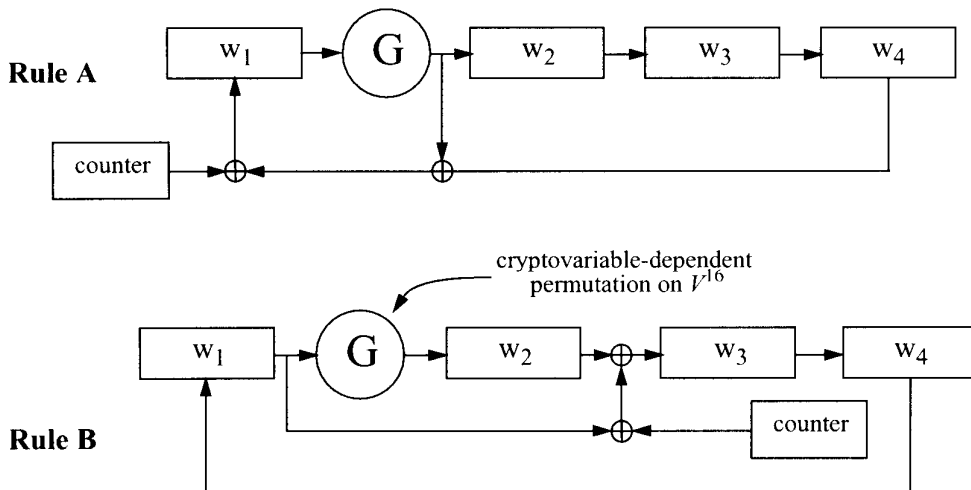 w1
G
w2
w3
w4
Rule A
counter
cryptovariable-dependent
permutation on V16
w1
G
w2
w3
w4
counter
Rule B